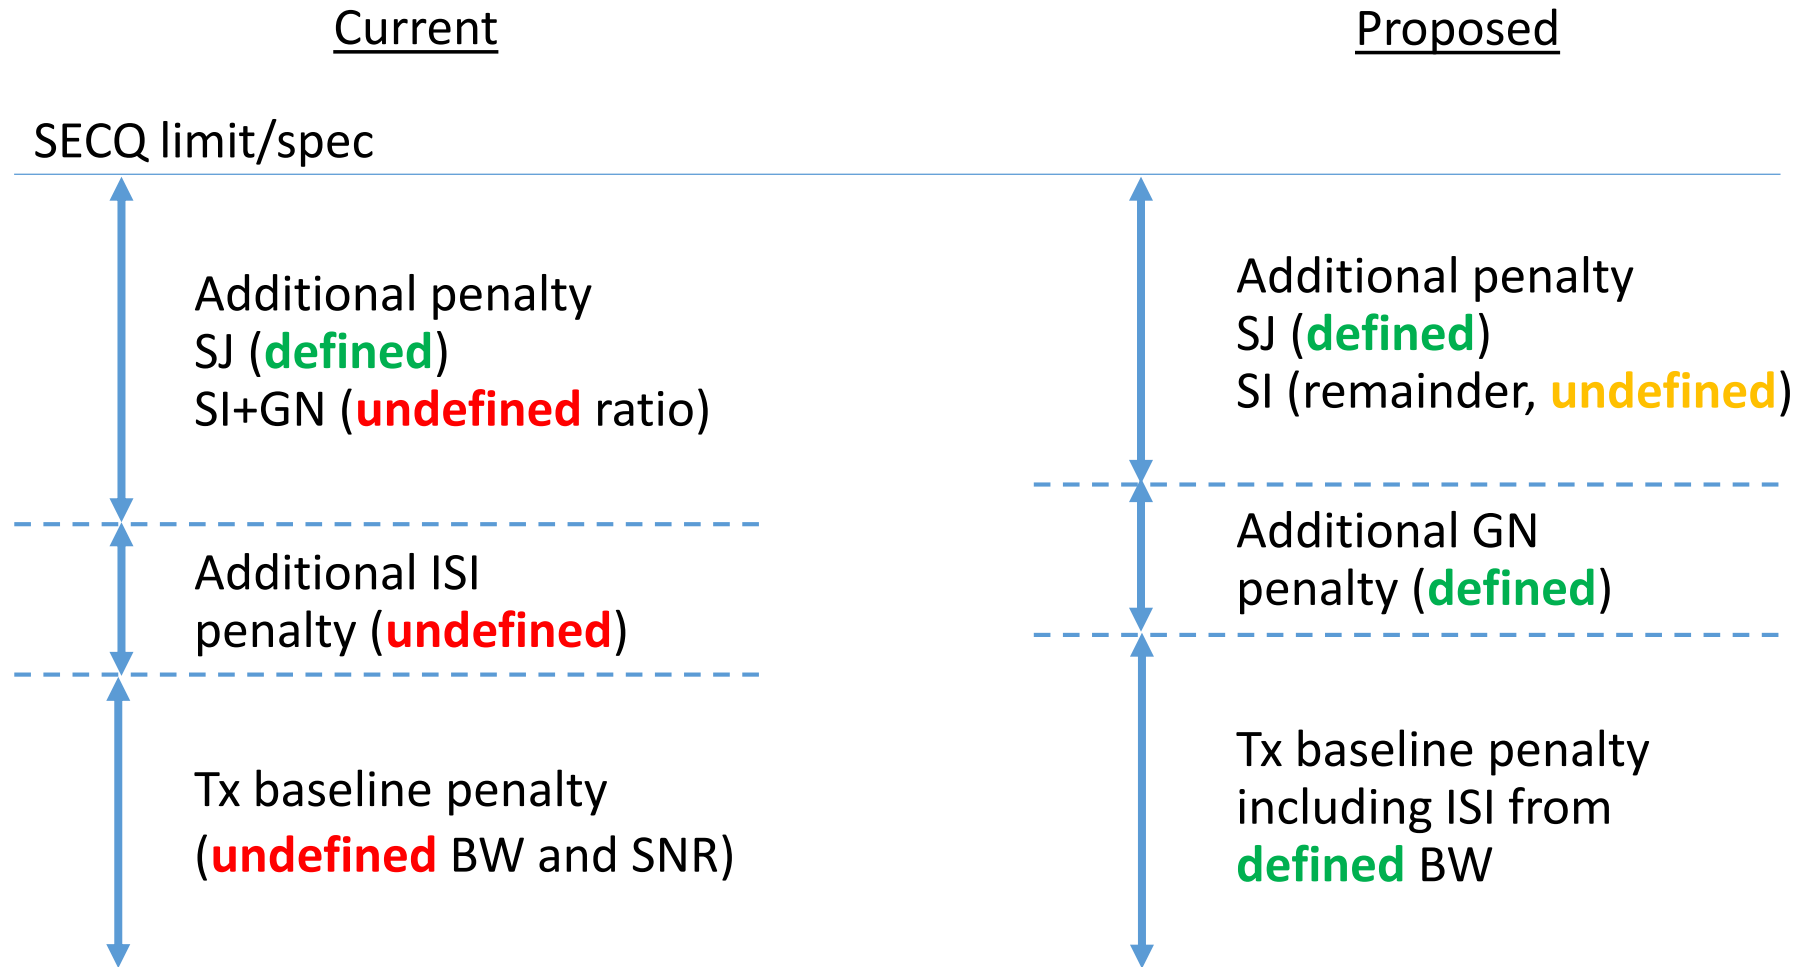 Current
Proposed
SECQ limit/spec
Additional penalty
SJ (defined)
SI+GN (undefined ratio)
Additional ISI
penalty (undefined)
Tx baseline penalty
(undefined BW and SNR)
Additional penalty
SJ (defined)
SI (remainder, undefined)
Additional GN
penalty (defined)
Tx baseline penalty
including ISI from
defined BW